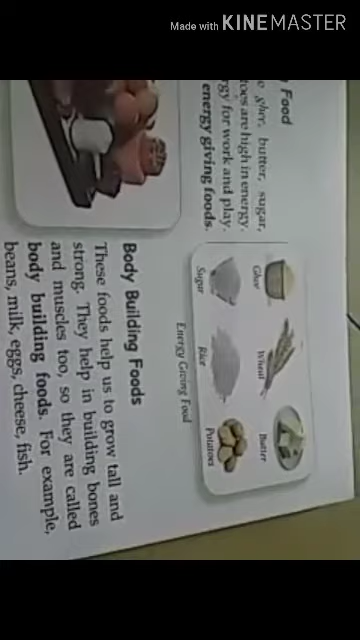 Made with KINEMASTER
Food
ghee, butter, sugar,
are high in energy.
for work and play.
energy giving foods.
Ghee Wheat Butter
Sugar Rice Potatoes
Energy Giving Food
Body Building Foods
These foods help us to grow tall and
strong. They help in building bones
and muscles too, so they are called
body building foods. For example,
beans, milk, eggs, cheese, fish.